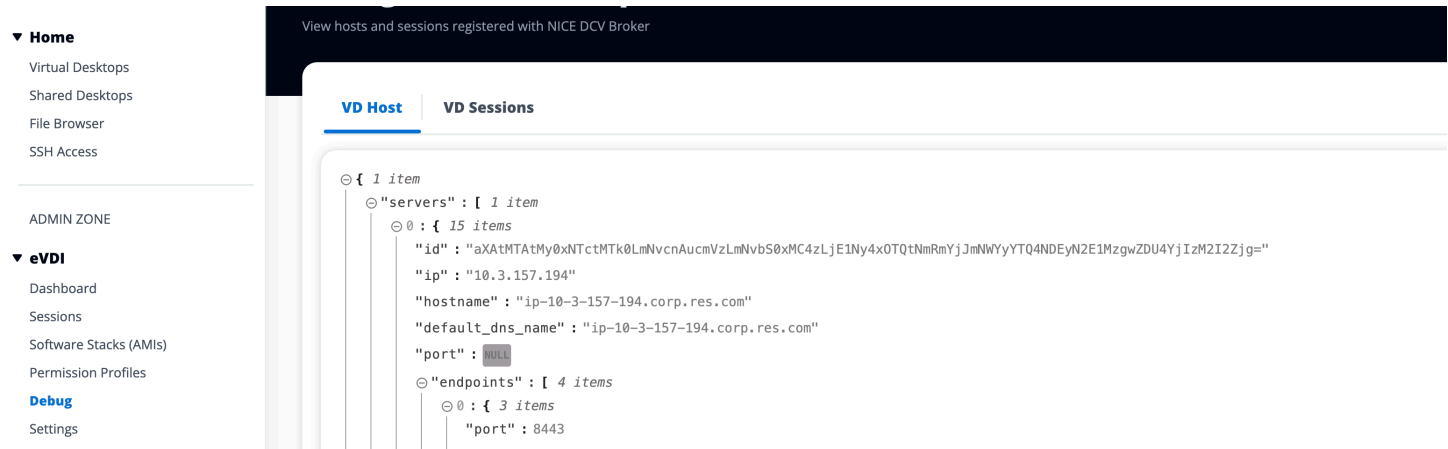 Home
Virtual Desktops
Shared Desktops
File Browser
SSH Access
ADMIN ZONE
eVDI
Dashboard
Sessions
Software Stacks (AMIs)
Permission Profiles
Debug
Settings
View hosts and sessions registered with NICE DCV Broker
VD Host VD Sessions
{ 1 item
"servers" : [ 1 item
0 : { 15 items
"id" : "aXAtMTAtMy0xNTctMTk0LmNvcnAucmVzLmNvbS0xMC4zLjE1Ny4xOTQtNmRmYjJmNWYyYTQ4NDEyN2E1MzgwZDU4YjIzM2I2Zjg="
"ip" : "10.3.157.194"
"hostname" : "ip-10-3-157-194.corp.res.com"
"default_dns_name" : "ip-10-3-157-194.corp.res.com"
"port" : NULL
"endpoints" : [ 4 items
0 : { 3 items
"port" : 8443